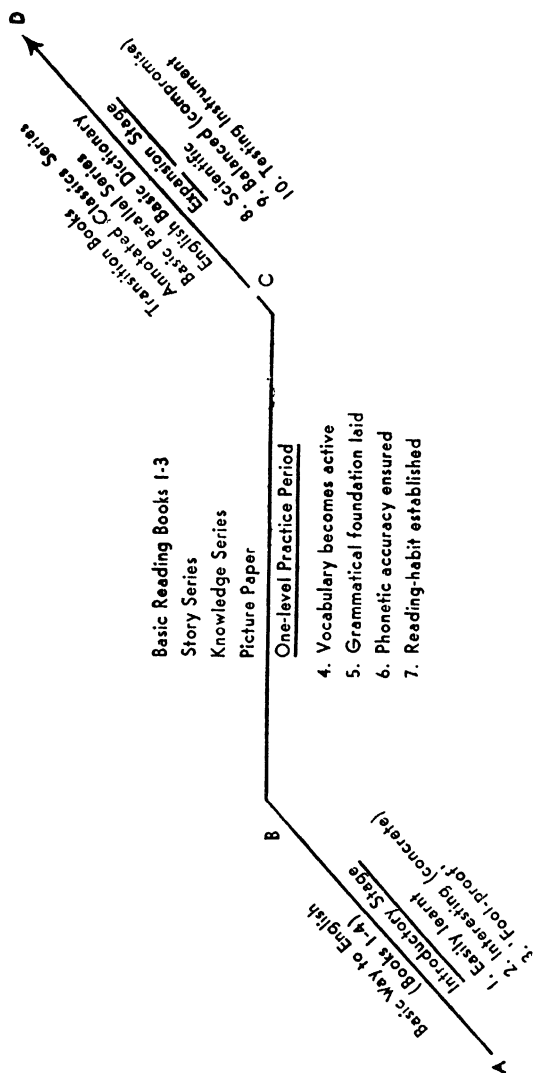 A
Basic Way to English
(Books 1-4)
Introductory Stage
1. Easily learnt
2. Interesting (concrete)
3. 'Fool-proof'
B
Basic Reading Books 1-3
Story Series
Knowledge Series
Picture Paper
One-level Practice Period
4. Vocabulary becomes active
5. Grammatical foundation laid
6. Phonetic accuracy ensured
7. Reading-habit established
C
Transition Books
Annotated Classics Series
Basic Parallel Series
English Basic Dictionary
Expansion Stage
8. Scientific
9. Balanced (compromise)
10. Testing Instrument
D